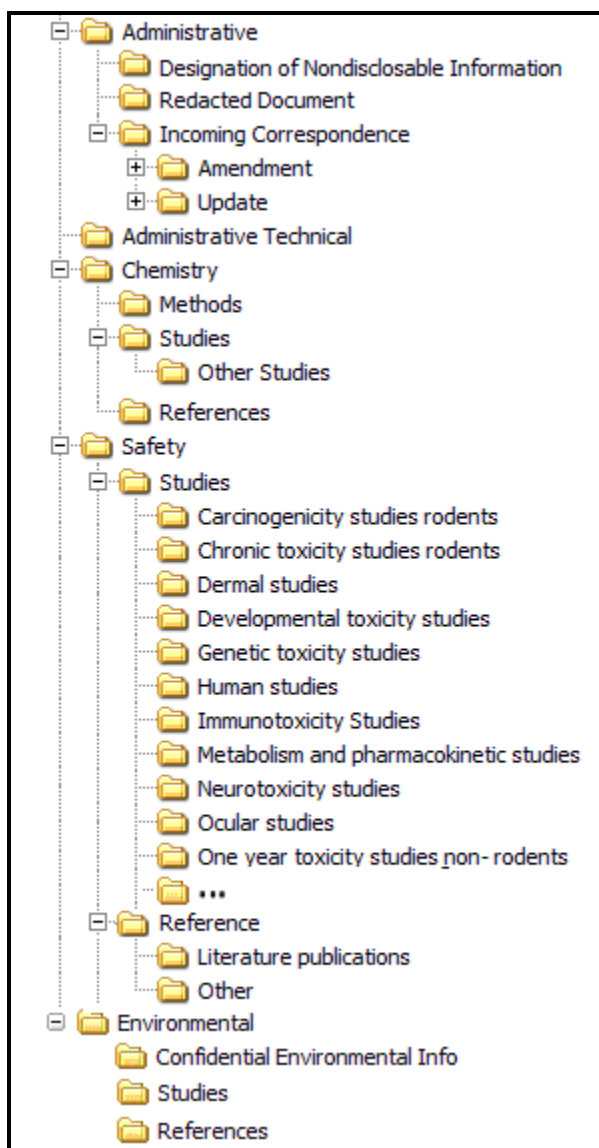 Administrative
Designation of Nondisclosable Information
Redacted Document
Incoming Correspondence
Amendment
Update
Administrative Technical
Chemistry
Methods
Studies
Other Studies
References
Safety
Studies
Carcinogenicity studies rodents
Chronic toxicity studies rodents
Dermal studies
Developmental toxicity studies
Genetic toxicity studies
Human studies
Immunotoxicity Studies
Metabolism and pharmacokinetic studies
Neurotoxicity studies
Ocular studies
One year toxicity studies non- rodents
...
Reference
Literature publications
Other
Environmental
Confidential Environmental Info
Studies
References